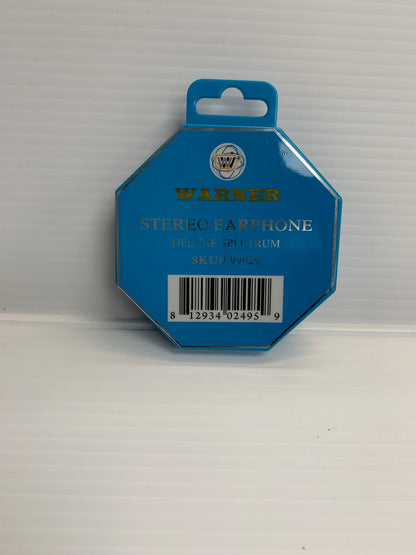 W
WARNER
STEREO EARPHONE
DELUXE SPECTRUM
SKU# 99929
8 12934 02495 9